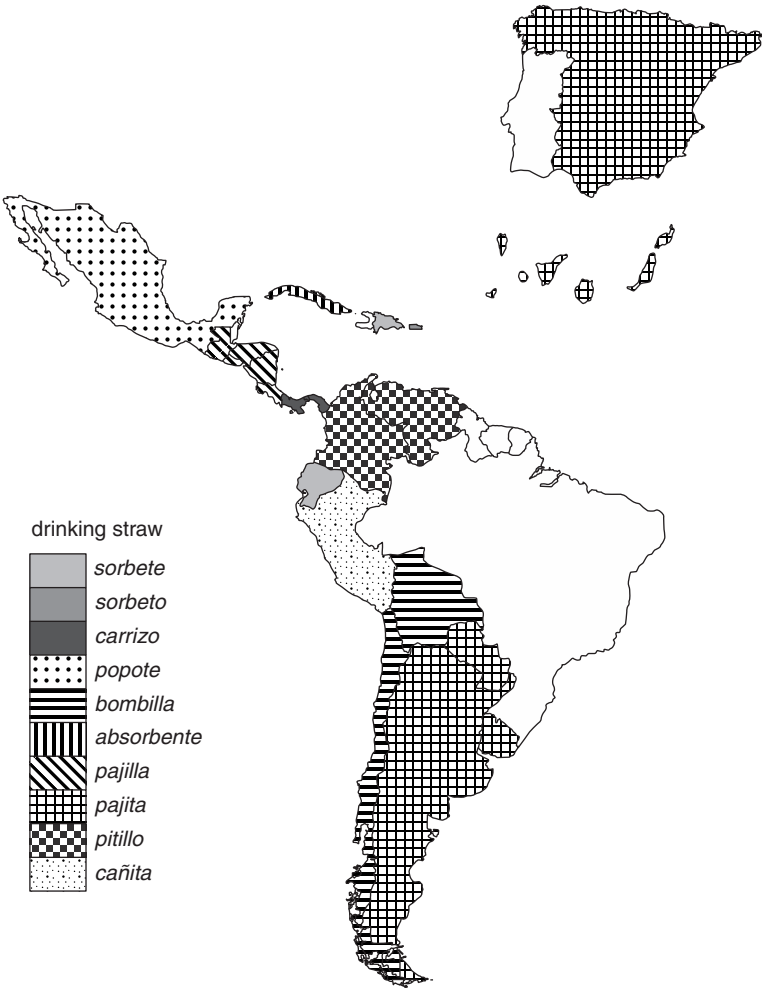 drinking straw
sorbete
sorbeto
carrizo
popote
bombilla
absorbente
pajilla
pajita
pitillo
cañita